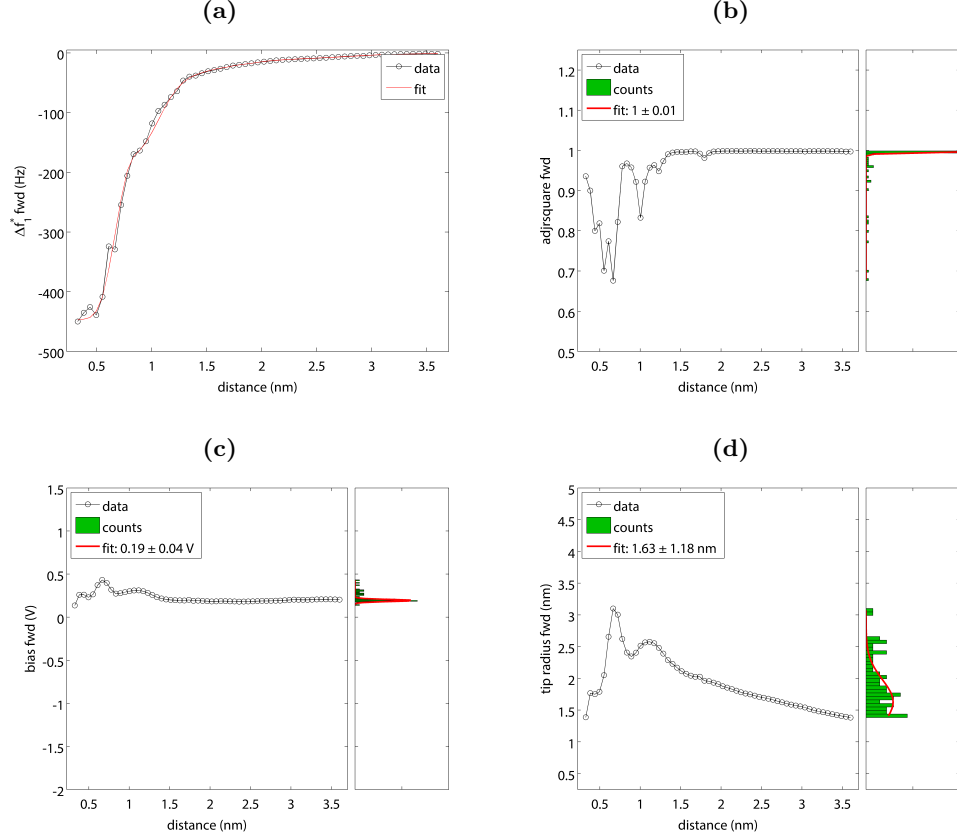 (a)
0
-100
-200
-300
-400
-500
Δf*1 fwd (Hz)
data
fit
0.5 1 1.5 2 2.5 3 3.5
distance (nm)
(b)
1.2
1.1
1
0.9
0.8
0.7
0.6
0.5
adjrsquare fwd
data
counts
fit: 1 ± 0.01
0.5 1 1.5 2 2.5 3 3.5
distance (nm)
(c)
1.5
1
0.5
0
-0.5
-1
-1.5
-2
bias fwd (V)
data
counts
fit: 0.19 ± 0.04 V
0.5 1 1.5 2 2.5 3 3.5
distance (nm)
(d)
5
4.5
4
3.5
3
2.5
2
1.5
1
0.5
tip radius fwd (nm)
data
counts
fit: 1.63 ± 1.18 nm
0.5 1 1.5 2 2.5 3 3.5
distance (nm)